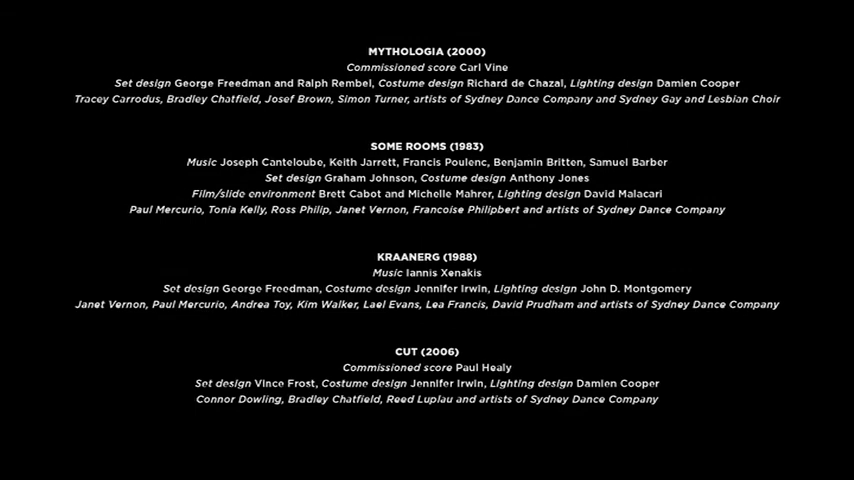 MYTHOLOGIA (2000)
Commissioned score Carl Vine
Set design George Freedman and Ralph Rembel, Costume design Richard de Chazal, Lighting design Damien Cooper
Tracey Carrodus, Bradley Chatfield, Josef Brown, Simon Turner, artists of Sydney Dance Company and Sydney Gay and Lesbian Choir
SOME ROOMS (1983)
Music Joseph Canteloube, Keith Jarrett, Francis Poulenc, Benjamin Britten, Samuel Barber
Set design Graham Johnson, Costume design Anthony Jones
Film/slide environment Brett Cabot and Michelle Mahrer, Lighting design David Malacari
Paul Mercurio, Tonia Kelly, Ross Philip, Janet Vernon, Francoise Philipbert and artists of Sydney Dance Company
KRAANERG (1988)
Music Iannis Xenakis
Set design George Freedman, Costume design Jennifer Irwin, Lighting design John D. Montgomery
Janet Vernon, Paul Mercurio, Andrea Toy, Kim Walker, Lael Evans, Lea Francis, David Prudham and artists of Sydney Dance Company
CUT (2006)
Commissioned score Paul Healy
Set design Vince Frost, Costume design Jennifer Irwin, Lighting design Damien Cooper
Connor Dowling, Bradley Chatfield, Reed Luplau and artists of Sydney Dance Company